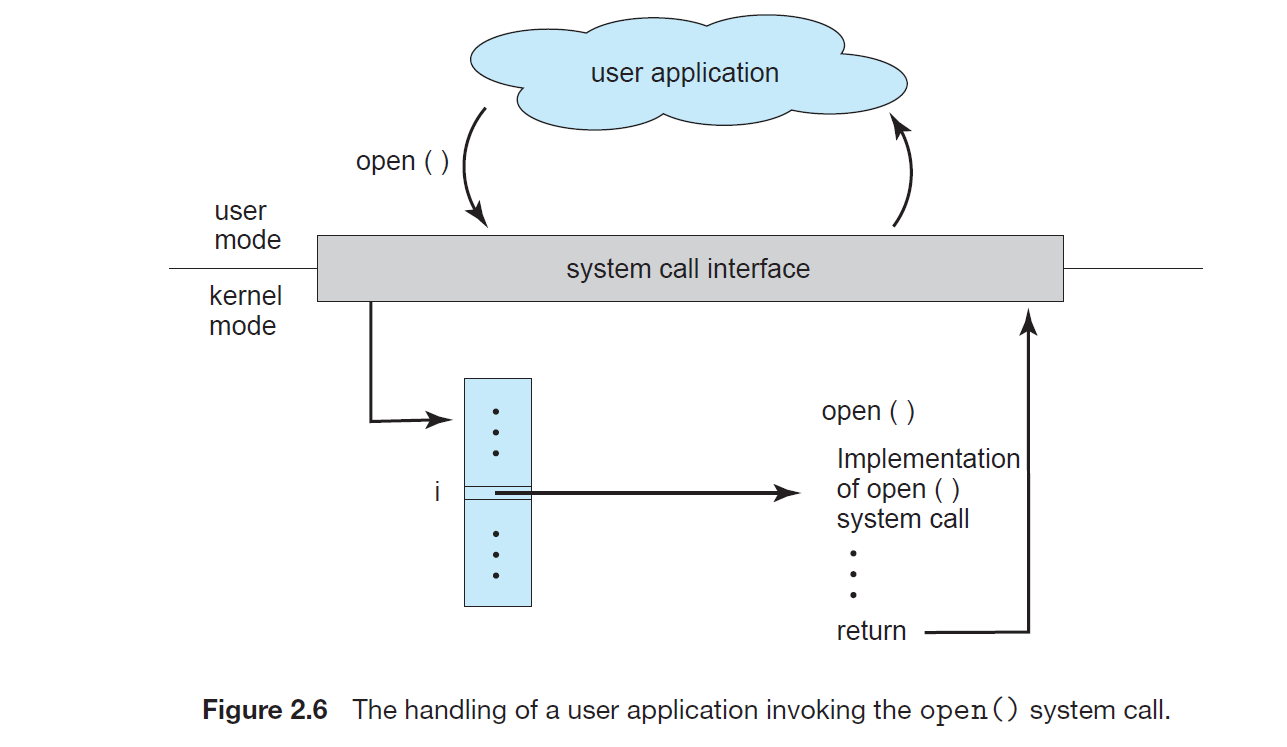 user application
open ( )
user
mode
system call interface
kernel
mode
open ( )
Implementation
of open ( )
system call
i
return
Figure 2.6 The handling of a user application invoking the open() system call.